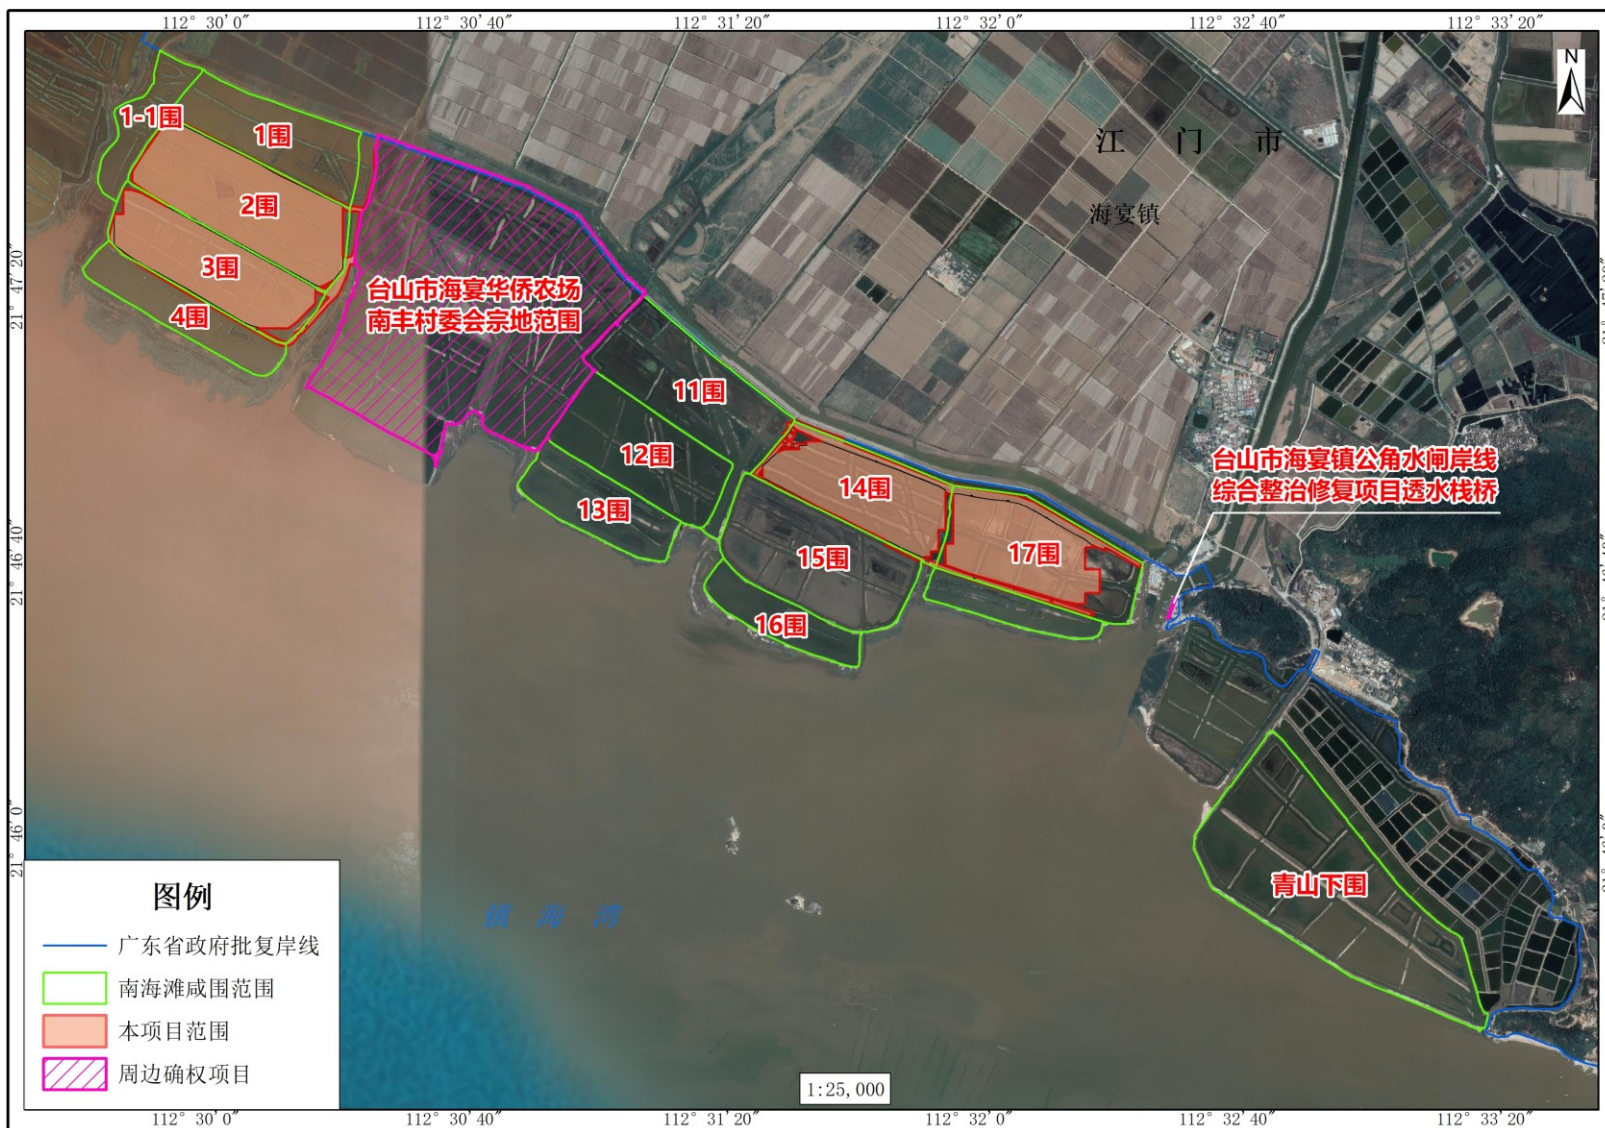 112° 30′ 0″
112° 30′ 40″
112° 31′ 20″
112° 32′ 0″
112° 32′ 40″
112° 33′ 20″
N
1-1围
1围
江门市
2围
海宴镇
21° 47′ 20″
3围
4围
台山市海宴华侨农场
南丰村委会宗地范围
11围
12围
13围
14围
台山市海宴镇公角水闸岸线
综合整治修复项目透水栈桥
21° 46′ 40″
15围
17围
16围
21° 46′ 0″
青山下围
镇海湾
图例
广东省政府批复岸线
南海滩咸围范围
本项目范围
周边确权项目
1:25,000
112° 30′ 0″
112° 30′ 40″
112° 31′ 20″
112° 32′ 0″
112° 32′ 40″
112° 33′ 20″